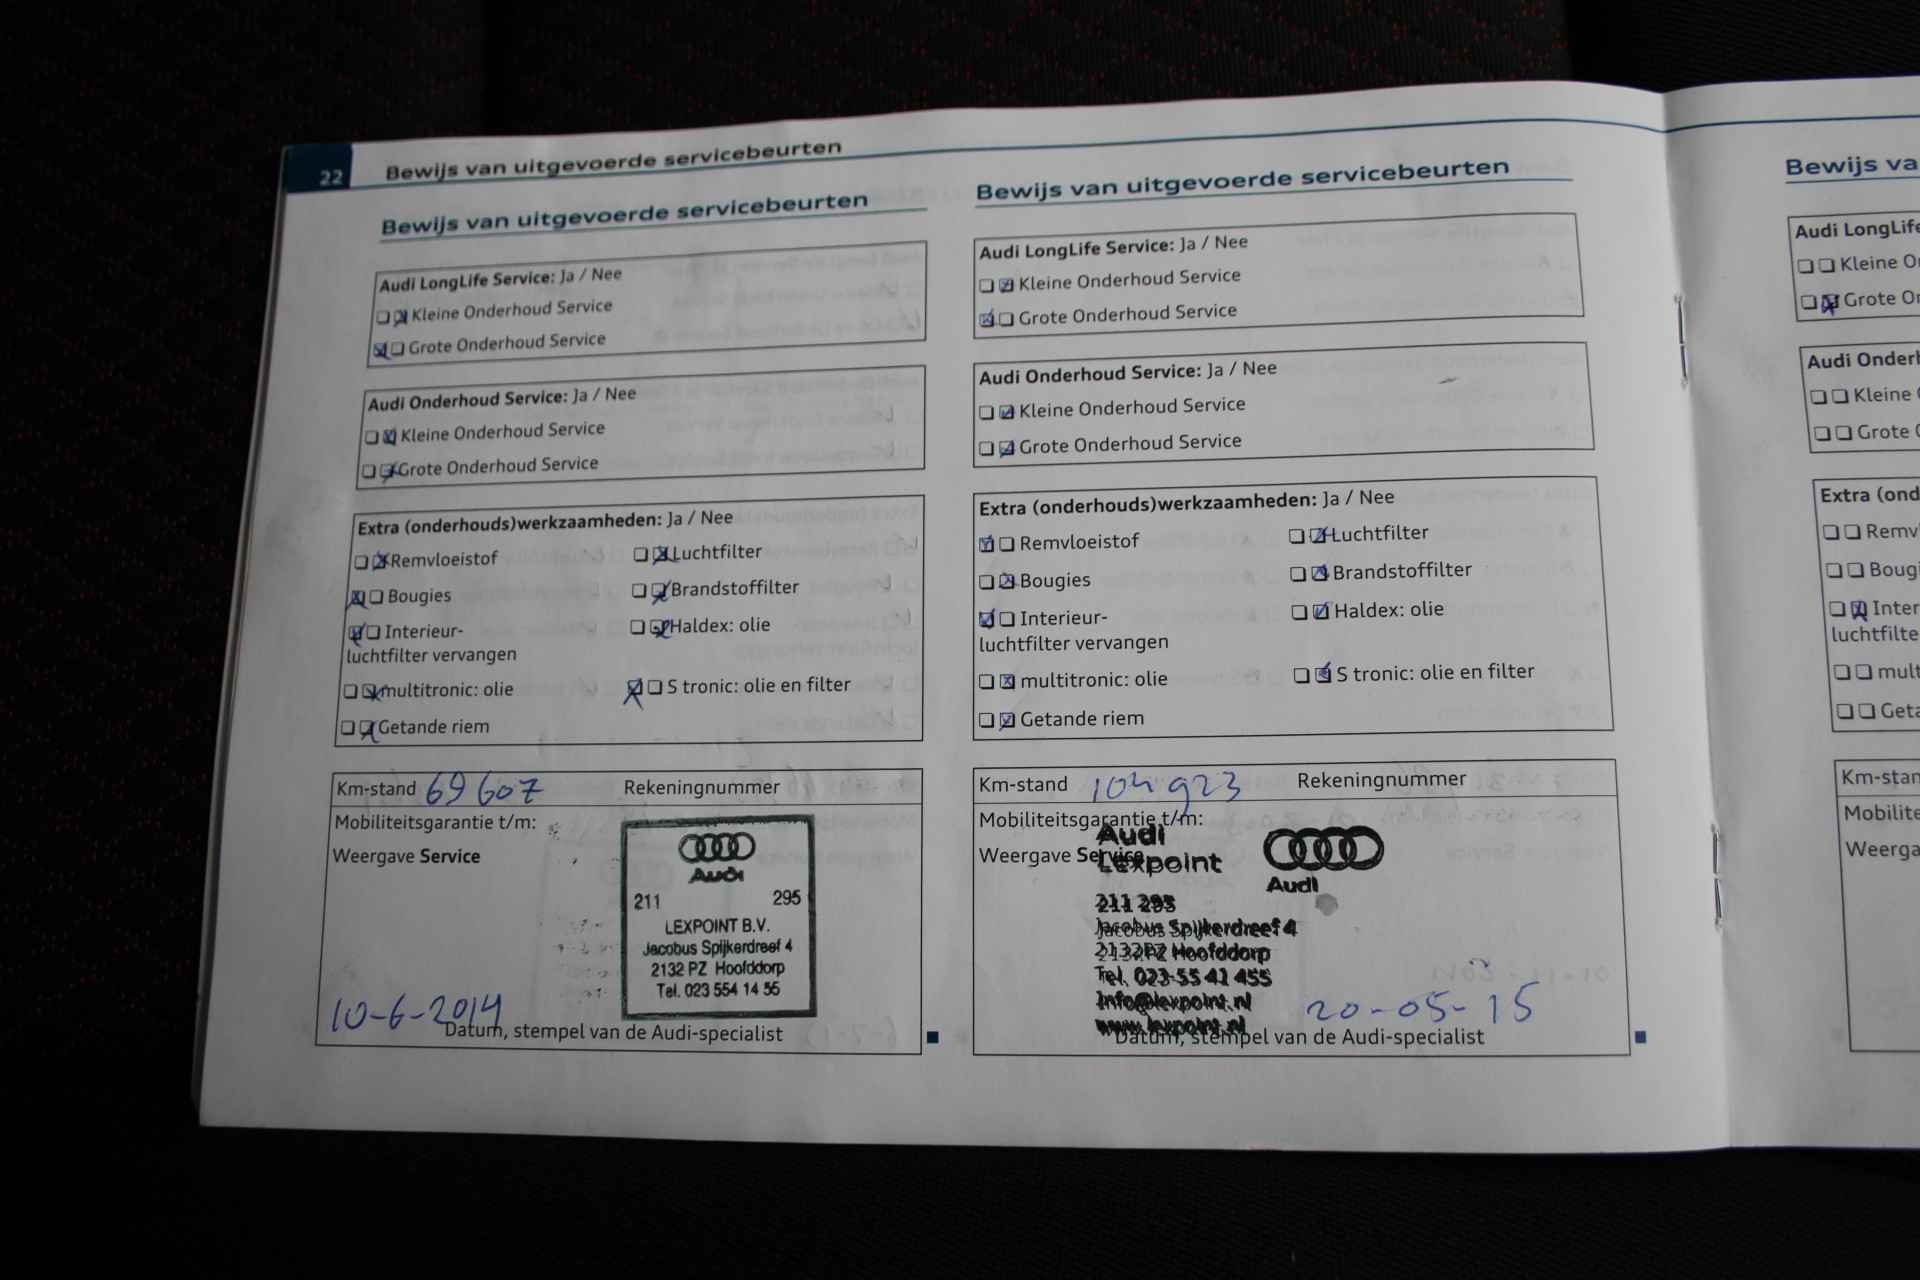 22 Bewijs van uitgevoerde servicebeurten
Bewijs van uitgevoerde servicebeurten
Audi LongLife Service: Ja / Nee
Kleine Onderhoud Service
Grote Onderhoud Service
Audi Onderhoud Service: Ja / Nee
Kleine Onderhoud Service
Grote Onderhoud Service
Extra (onderhouds)werkzaamheden: Ja / Nee
Remvloeistof Luchtfilter
Bougies Brandstoffilter
Interieur- Haldex: olie
luchtfilter vervangen
multitronic: olie S tronic: olie en filter
Getande riem
Km-stand 69607 Rekeningnummer
Mobiliteitsgarantie t/m:
Weergave Service
Audi
211 295
LEXPOINT B.V.
Jacobus Spijkerdreef 4
2132 PZ Hoofddorp
Tel. 023 554 14 55
10-6-2014
Datum, stempel van de Audi-specialist
Bewijs van uitgevoerde servicebeurten
Audi LongLife Service: Ja / Nee
Kleine Onderhoud Service
Grote Onderhoud Service
Audi Onderhoud Service: Ja / Nee
Kleine Onderhoud Service
Grote Onderhoud Service
Extra (onderhouds)werkzaamheden: Ja / Nee
Remvloeistof Luchtfilter
Bougies Brandstoffilter
Interieur- Haldex: olie
luchtfilter vervangen
multitronic: olie S tronic: olie en filter
Getande riem
Km-stand 104923 Rekeningnummer
Mobiliteitsgarantie t/m:
Weergave Service
Audi
Lexpoint
Audi
211 295
Jacobus Spijkerdreef 4
2132PZ Hoofddorp
Tel. 023-55 41 455
Info@lexpoint.nl
www.lexpoint.nl
20-05-15
Datum, stempel van de Audi-specialist
Bewijs va
Audi LongLife
Kleine O
Grote On
Audi Onderh
Kleine
Grote
Extra (ond
Remv
Bougi
Inter
luchtfilte
mult
Geta
Km-stan
Mobilite
Weerga